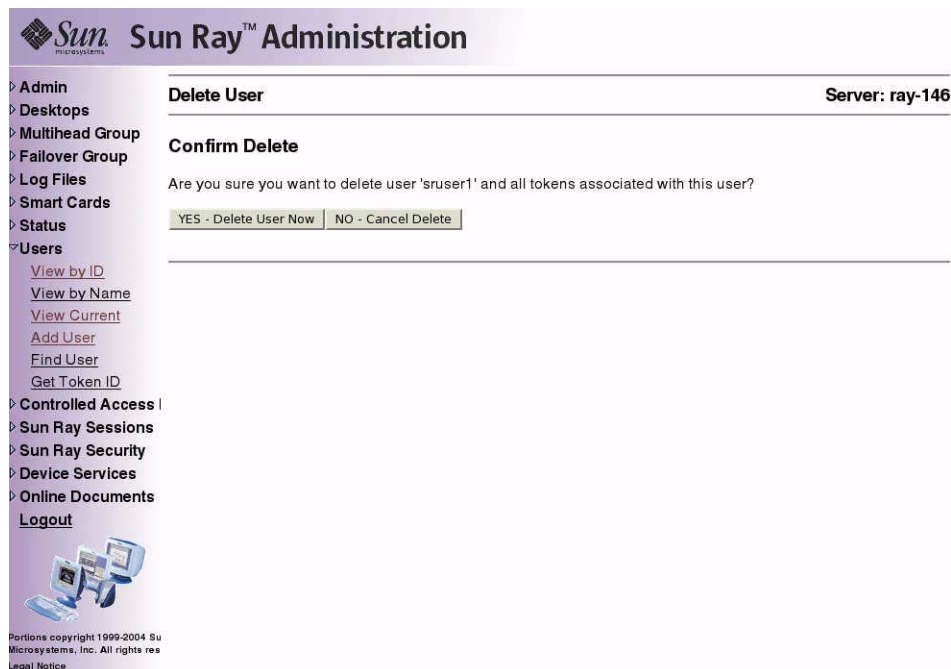 Sun microsystems Sun Ray™ Administration
Admin
Desktops
Multihead Group
Failover Group
Log Files
Smart Cards
Status
Users
View by ID
View by Name
View Current
Add User
Find User
Get Token ID
Controlled Access
Sun Ray Sessions
Sun Ray Security
Device Services
Online Documents
Logout
Portions copyright 1999-2004 Su
Microsystems, Inc. All rights res
Legal Notice
Delete User Server: ray-146
Confirm Delete
Are you sure you want to delete user 'sruser1' and all tokens associated with this user?
YES - Delete User Now NO - Cancel Delete